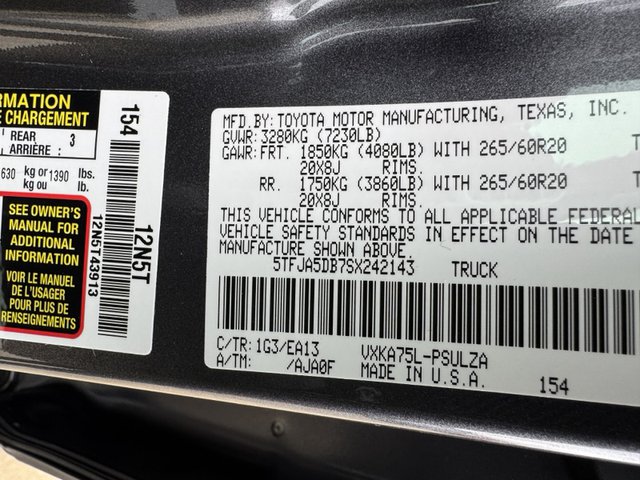 RMATION
E CHARGEMENT
REAR 3
ARRIÈRE :
630 kg or 1390 lbs.
kg ou lb.
SEE OWNER'S
MANUAL FOR
ADDITIONAL
INFORMATION
VOIR LE MANUEL
DE L'USAGER
POUR PLUS DE
RENSEIGNEMENTS
154
12N5T43913
12N5T
MFD.BY: TOYOTA MOTOR MANUFACTURING, TEXAS, INC.
GVWR: 3280KG (7230LB)
GAWR: FRT. 1850KG (4080LB) WITH 265/60R20
20X8J RIMS.
RR. 1750KG (3860LB) WITH 265/60R20
20X8J RIMS.
THIS VEHICLE CONFORMS TO ALL APPLICABLE FEDERAL
VEHICLE SAFETY STANDARDS IN EFFECT ON THE DATE
MANUFACTURE SHOWN ABOVE.
5TFJA5DB7SX242143 TRUCK
C/TR: 1G3/EA13 VXKA75L-PSULZA
A/TM: /AJA0F MADE IN U.S.A. 154